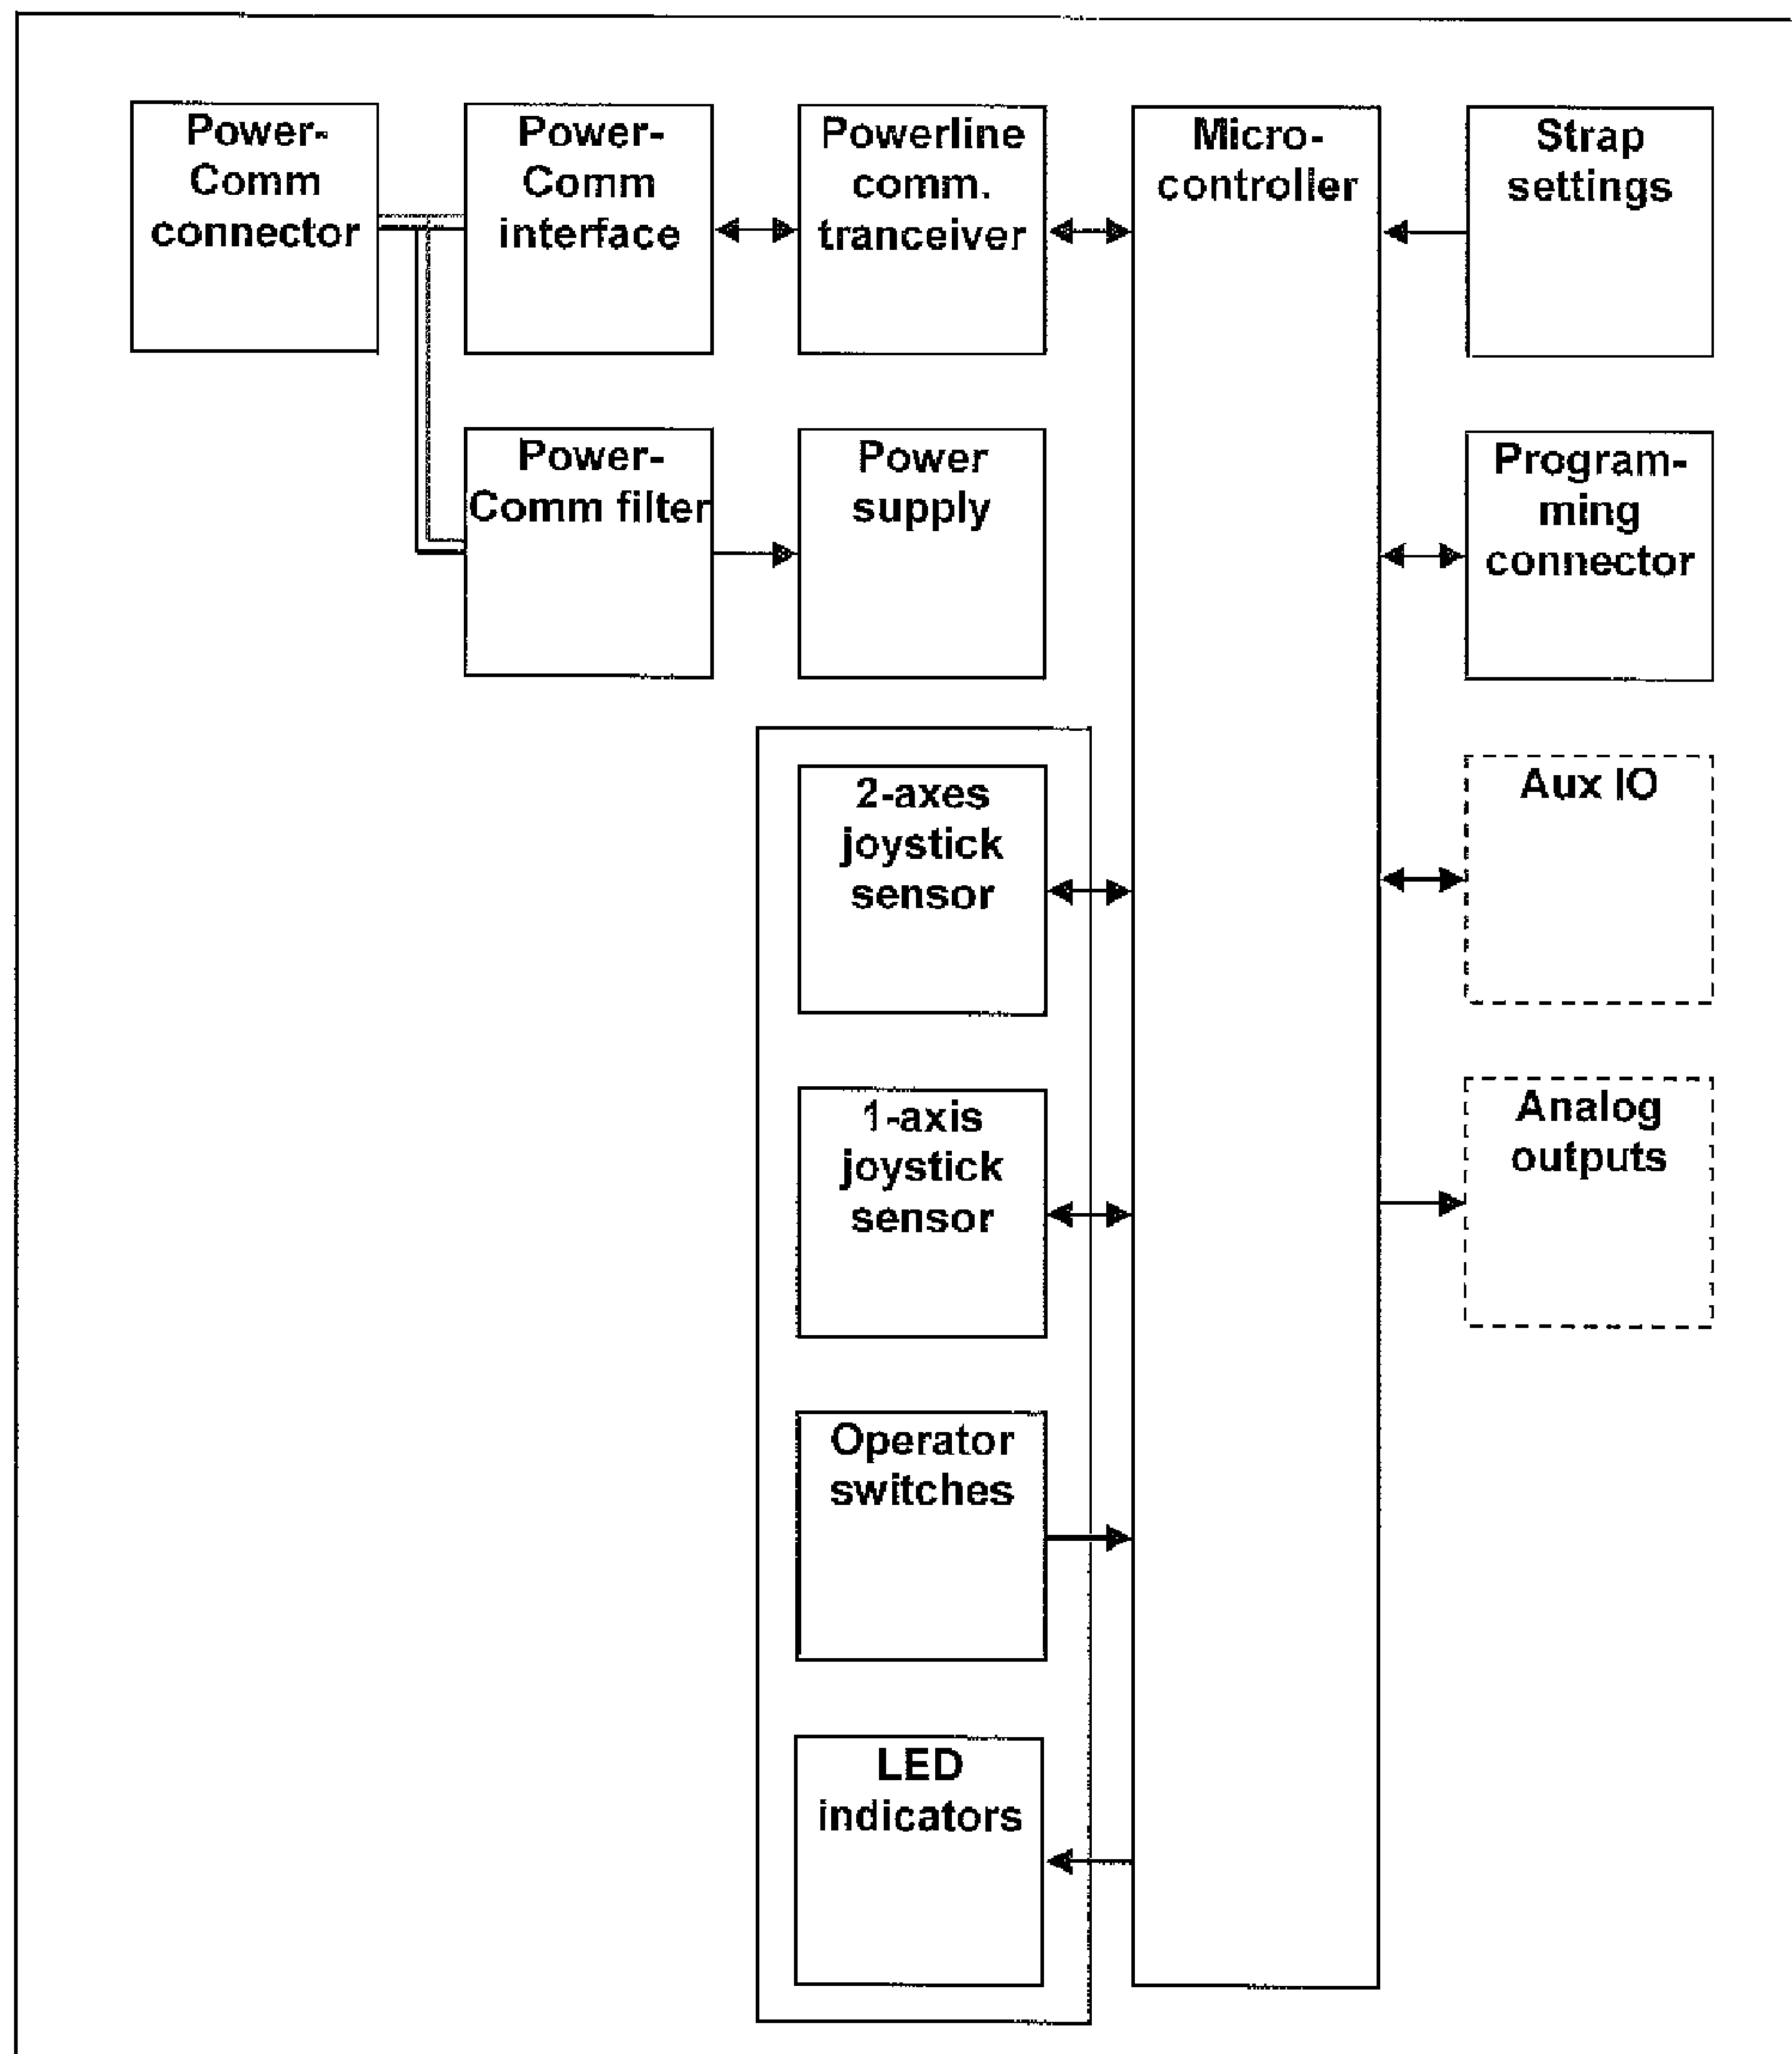 Power-
Comm
connector
Power-
Comm
interface
Powerline
comm.
tranceiver
Micro-
controller
Strap
settings
Power-
Comm filter
Power
supply
Program-
ming
connector
2-axes
joystick
sensor
Aux IO
1-axis
joystick
sensor
Analog
outputs
Operator
switches
LED
indicators